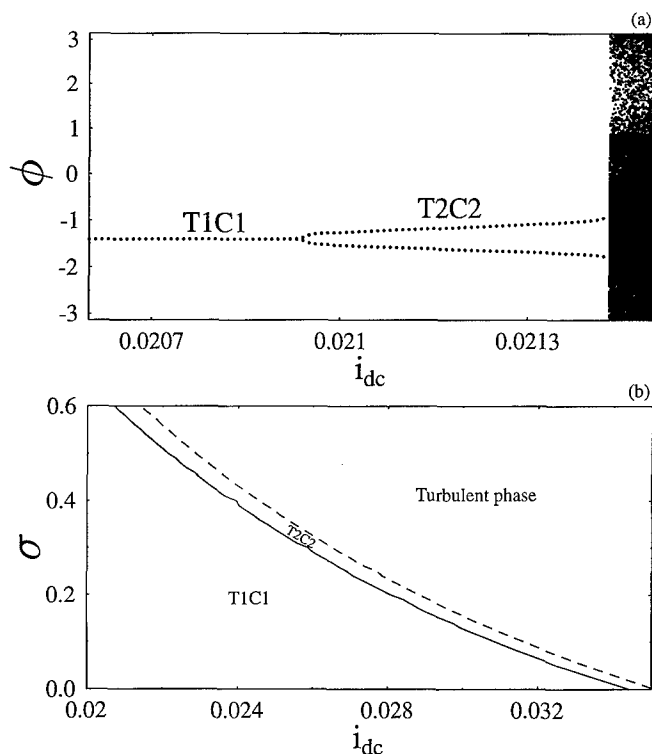 (a)
3
2
1
0
-1
-2
-3
ϕ
T1C1
T2C2
0.0207
0.021
0.0213
i_dc
(b)
0.6
0.4
0.2
0.0
σ
Turbulent phase
T2C2
T1C1
0.02
0.024
0.028
0.032
i_dc